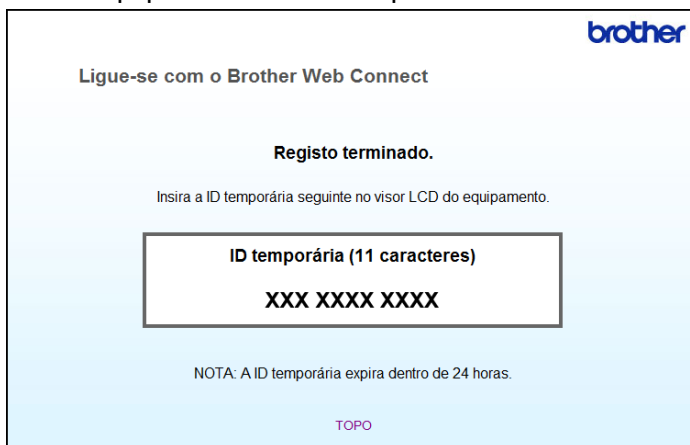 brother
Ligue-se com o Brother Web Connect
Registo terminado.
Insira a ID temporária seguinte no visor LCD do equipamento.
ID temporária (11 caracteres)
XXX XXXX XXXX
NOTA: A ID temporária expira dentro de 24 horas.
TOPO